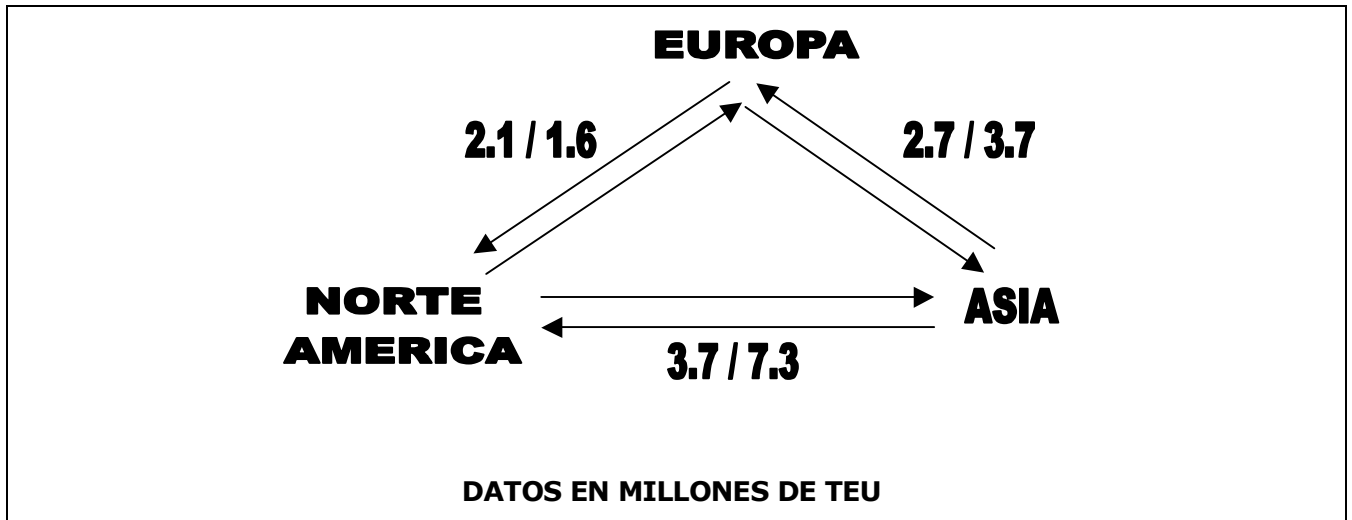 EUROPA
2.1 / 1.6
2.7 / 3.7
NORTE
AMERICA
ASIA
3.7 / 7.3
DATOS EN MILLONES DE TEU